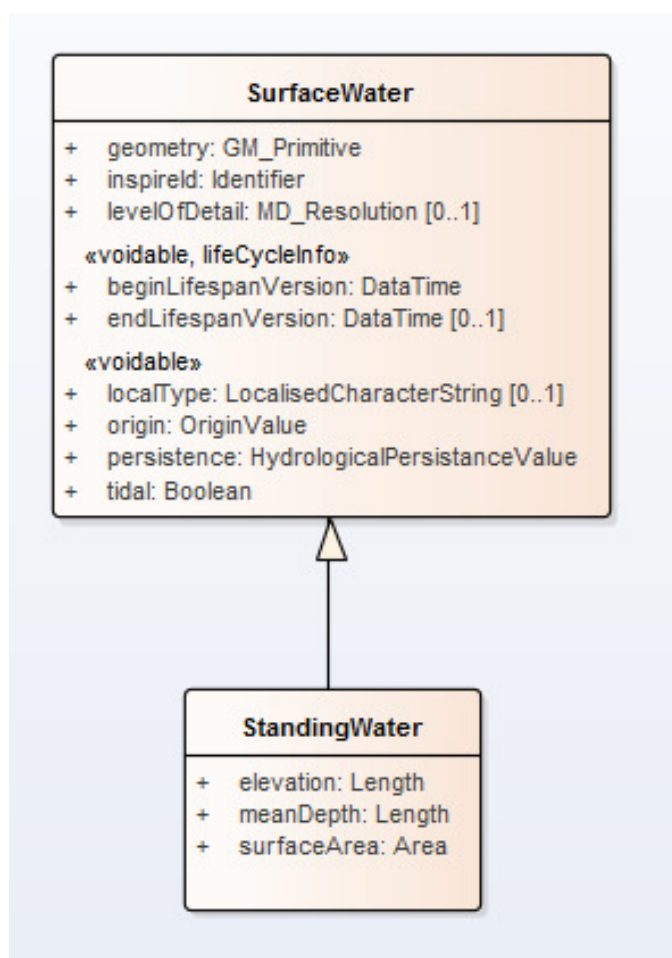 SurfaceWater
+ geometry: GM_Primitive
+ inspireId: Identifier
+ levelOfDetail: MD_Resolution [0..1]
«voidable, lifeCycleInfo»
+ beginLifespanVersion: DataTime
+ endLifespanVersion: DataTime [0..1]
«voidable»
+ localType: LocalisedCharacterString [0..1]
+ origin: OriginValue
+ persistence: HydrologicalPersistanceValue
+ tidal: Boolean
StandingWater
+ elevation: Length
+ meanDepth: Length
+ surfaceArea: Area